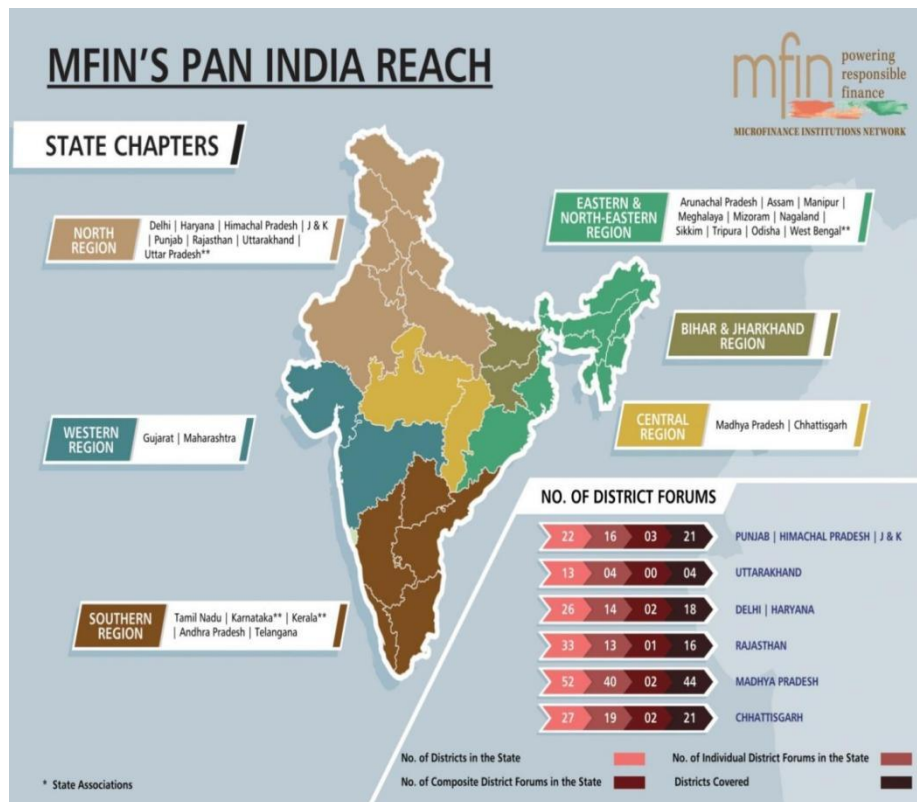 MFIN'S PAN INDIA REACH
mfin powering
responsible
finance
MICROFINANCE INSTITUTIONS NETWORK
STATE CHAPTERS
NORTH
REGION
Delhi | Haryana | Himachal Pradesh | J & K
| Punjab | Rajasthan | Uttarakhand |
Uttar Pradesh**
EASTERN &
NORTH-EASTERN
REGION
Arunachal Pradesh | Assam | Manipur |
Meghalaya | Mizoram | Nagaland |
Sikkim | Tripura | Odisha | West Bengal**
BIHAR & JHARKHAND
REGION
WESTERN
REGION
Gujarat | Maharashtra
CENTRAL
REGION
Madhya Pradesh | Chhattisgarh
SOUTHERN
REGION
Tamil Nadu | Karnataka** | Kerala**
| Andhra Pradesh | Telangana
NO. OF DISTRICT FORUMS
22 16 03 21 PUNJAB | HIMACHAL PRADESH | J & K
13 04 00 04 UTTARAKHAND
26 14 02 18 DELHI | HARYANA
33 13 01 16 RAJASTHAN
52 40 02 44 MADHYA PRADESH
27 19 02 21 CHHATTISGARH
No. of Districts in the State
No. of Individual District Forums in the State
No. of Composite District Forums in the State
Districts Covered
* State Associations